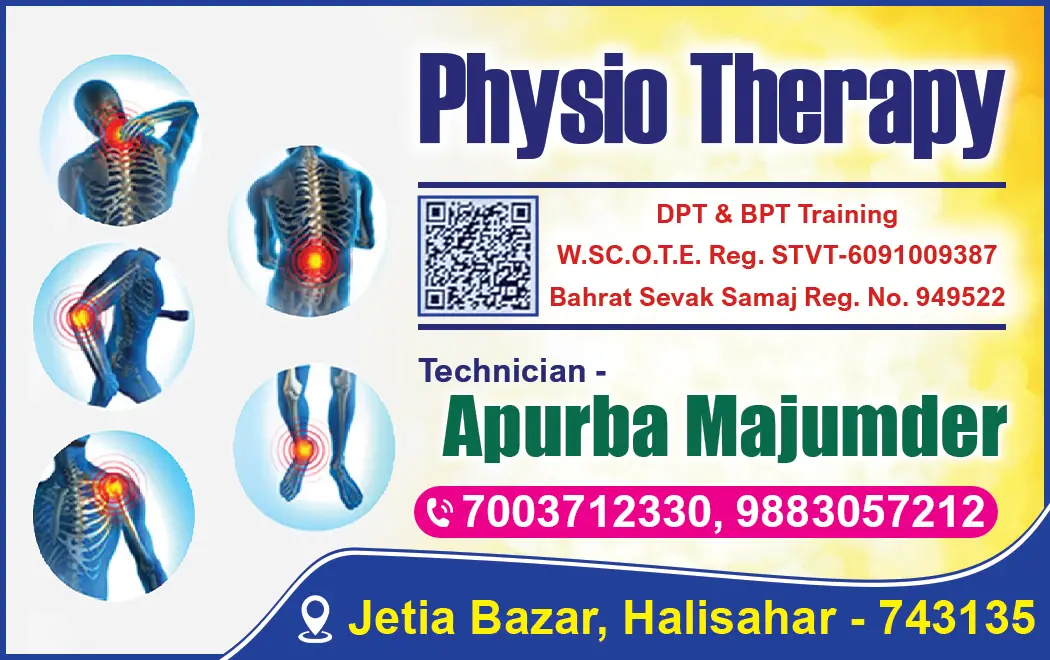 Physio Therapy
DPT & BPT Training
W.SC.O.T.E. Reg. STVT-6091009387
Bahrat Sevak Samaj Reg. No. 949522
Technician -
Apurba Majumder
7003712330, 9883057212
Jetia Bazar, Halisahar - 743135